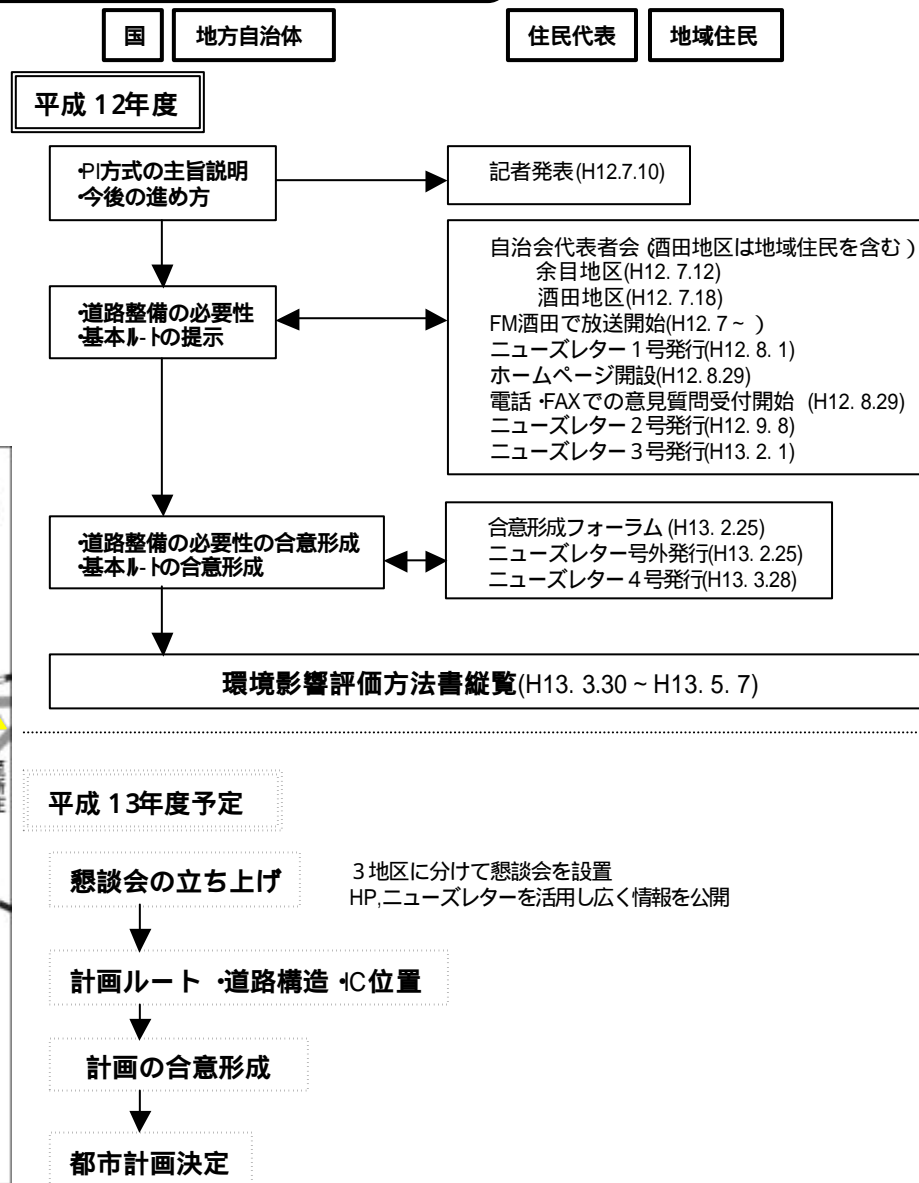 国 地方自治体 住民代表 地域住民
平成12年度
・PI方式の主旨説明
・今後の進め方
記者発表(H12.7.10)
自治会代表者会(酒田地区は地域住民を含む)
余目地区(H12. 7.12)
酒田地区(H12. 7.18)
FM酒田で放送開始(H12. 7~ )
ニューズレター1号発行(H12. 8. 1)
ホームページ開設(H12. 8.29)
電話・FAXでの意見質問受付開始 (H12. 8.29)
ニューズレター2号発行(H12. 9. 8)
ニューズレター3号発行(H13. 2. 1)
・道路整備の必要性
・基本ルートの提示
・道路整備の必要性の合意形成
・基本ルートの合意形成
合意形成フォーラム(H13. 2.25)
ニューズレター号外発行(H13. 2.25)
ニューズレター4号発行(H13. 3.28)
環境影響評価方法書縦覧(H13. 3.30~H13. 5. 7)
平成13年度予定
懇談会の立ち上げ
3地区に分けて懇談会を設置
HP,ニューズレターを活用し広く情報を公開
計画ルート・道路構造・IC位置
計画の合意形成
都市計画決定